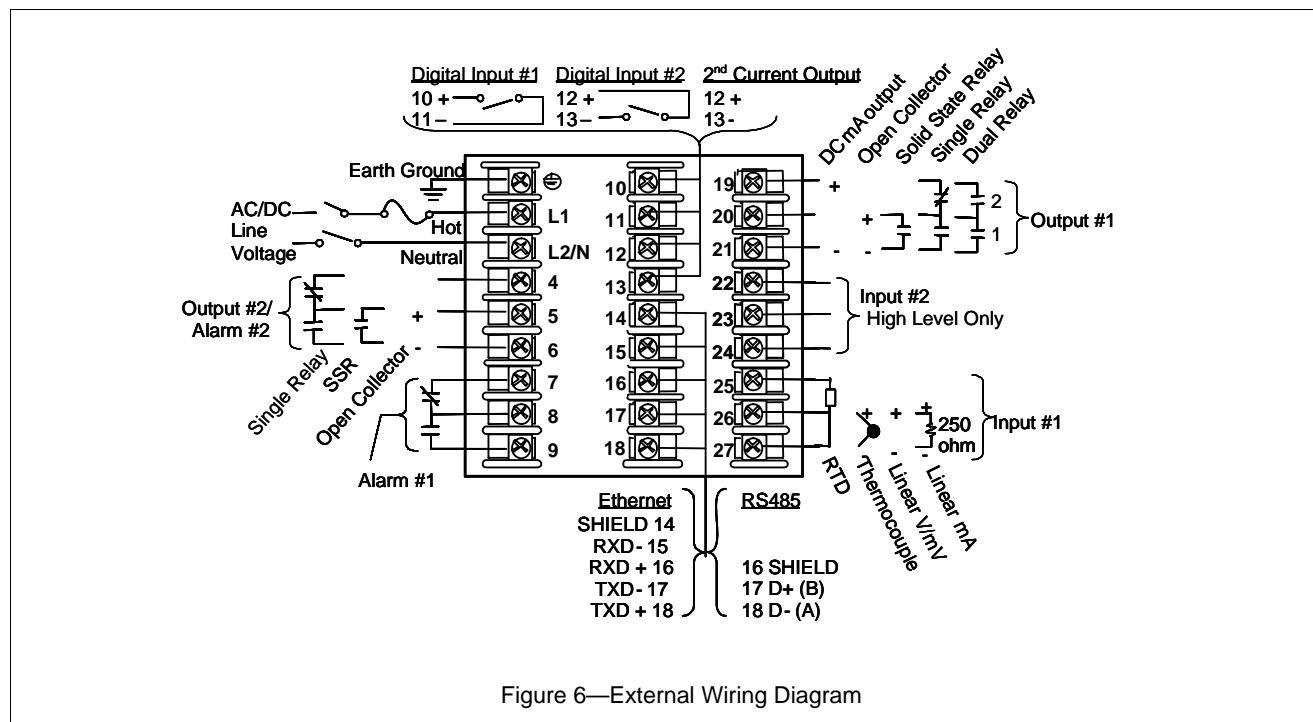 Digital Input #1
10 +
11 –
Digital Input #2
12 +
13 –
2nd Current Output
12 +
13 -
DC mA output
Open Collector
Solid State Relay
Single Relay
Dual Relay
Earth Ground
AC/DC
Line
Voltage
Hot
Neutral
L1
L2/N
4
5
6
7
8
9
10
11
12
13
14
15
16
17
18
19
20
21
22
23
24
25
26
27
+
+
-
-
2
1
Output #1
Input #2
High Level Only
Output #2/
Alarm #2
+
-
Single Relay
SSR
Open Collector
Alarm #1
+
+
-
+
250
ohm
-
Input #1
RTD
Thermocouple
Linear V/mV
Linear mA
Ethernet
SHIELD 14
RXD- 15
RXD + 16
TXD- 17
TXD + 18
RS485
16 SHIELD
17 D+ (B)
18 D- (A)
Figure 6—External Wiring Diagram